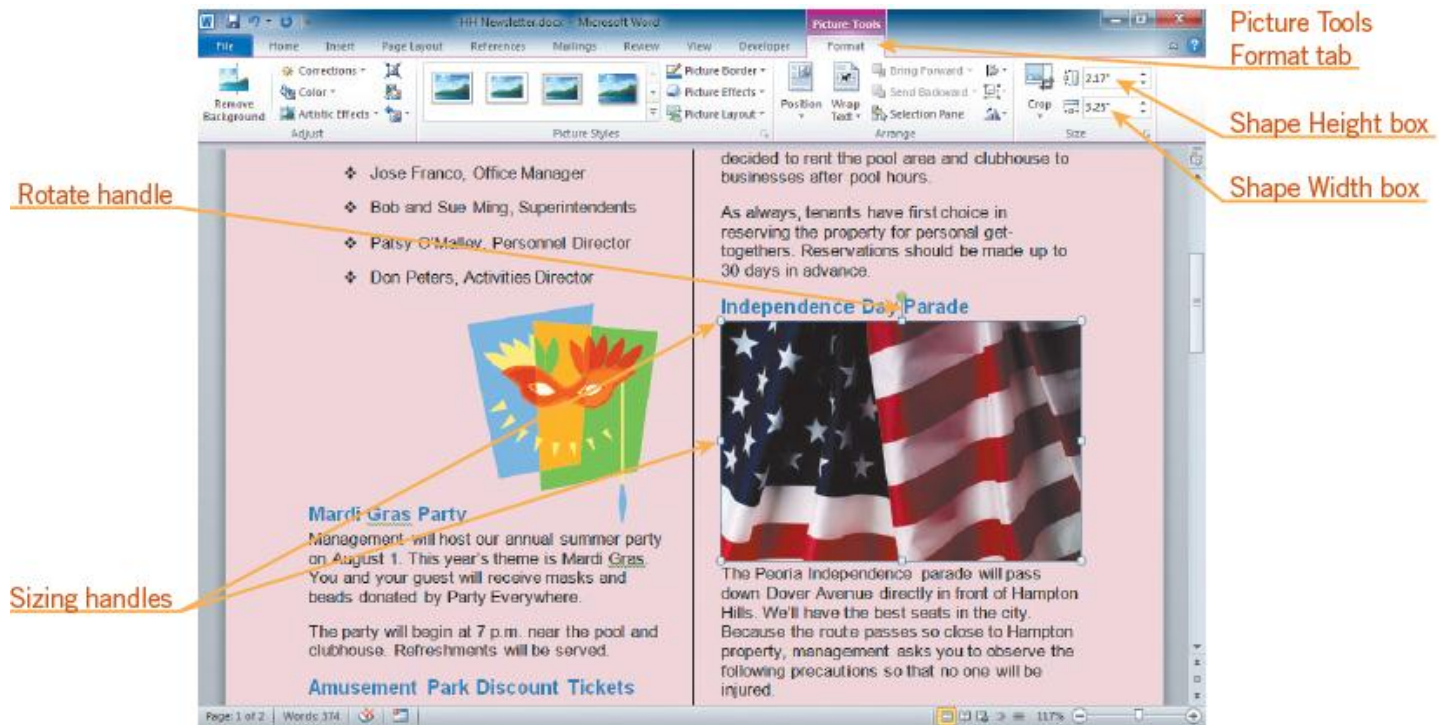 HH Newsletter.docx - Microsoft Word
Picture Tools
File Home Insert Page Layout References Mailings Review View Developer Format
Remove Background
Corrections
Color
Artistic Effects
Adjust
Picture Styles
Picture Border
Picture Effects
Picture Layout
Position
Wrap Text
Bring Forward
Send Backward
Selection Pane
Arrange
Crop
2.17"
3.25"
Size
Picture Tools
Format tab
Shape Height box
Shape Width box
Rotate handle
Sizing handles
❖ Jose Franco, Office Manager
❖ Bob and Sue Ming, Superintendents
❖ Patsy O'Malley, Personnel Director
❖ Don Peters, Activities Director
Mardi Gras Party
Management will host our annual summer party
on August 1. This year's theme is Mardi Gras.
You and your guest will receive masks and
beads donated by Party Everywhere.
The party will begin at 7 p.m. near the pool and
clubhouse. Refreshments will be served.
Amusement Park Discount Tickets
decided to rent the pool area and clubhouse to
businesses after pool hours.
As always, tenants have first choice in
reserving the property for personal get-
togethers. Reservations should be made up to
30 days in advance.
Independence Day Parade
The Peoria Independence parade will pass
down Dover Avenue directly in front of Hampton
Hills. We'll have the best seats in the city.
Because the route passes so close to Hampton
property, management asks you to observe the
following precautions so that no one will be
injured.
Page: 1 of 2 Words: 374 117%